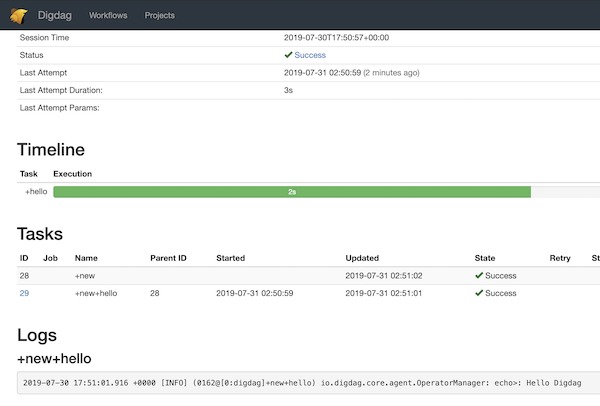 Digdag Workflows Projects
Session Time 2019-07-30T17:50:57+00:00
Status Success
Last Attempt 2019-07-31 02:50:59 (2 minutes ago)
Last Attempt Duration: 3s
Last Attempt Params:
Timeline
Task Execution
+hello 2s
Tasks
ID Job Name Parent ID Started Updated State Retry St
28 +new 2019-07-31 02:51:02 Success
29 +new+hello 28 2019-07-31 02:50:59 2019-07-31 02:51:01 Success
Logs
+new+hello
2019-07-30 17:51:01.916 +0000 [INFO] (0162@[0:digdag]+new+hello) io.digdag.core.agent.OperatorManager: echo>: Hello Digdag